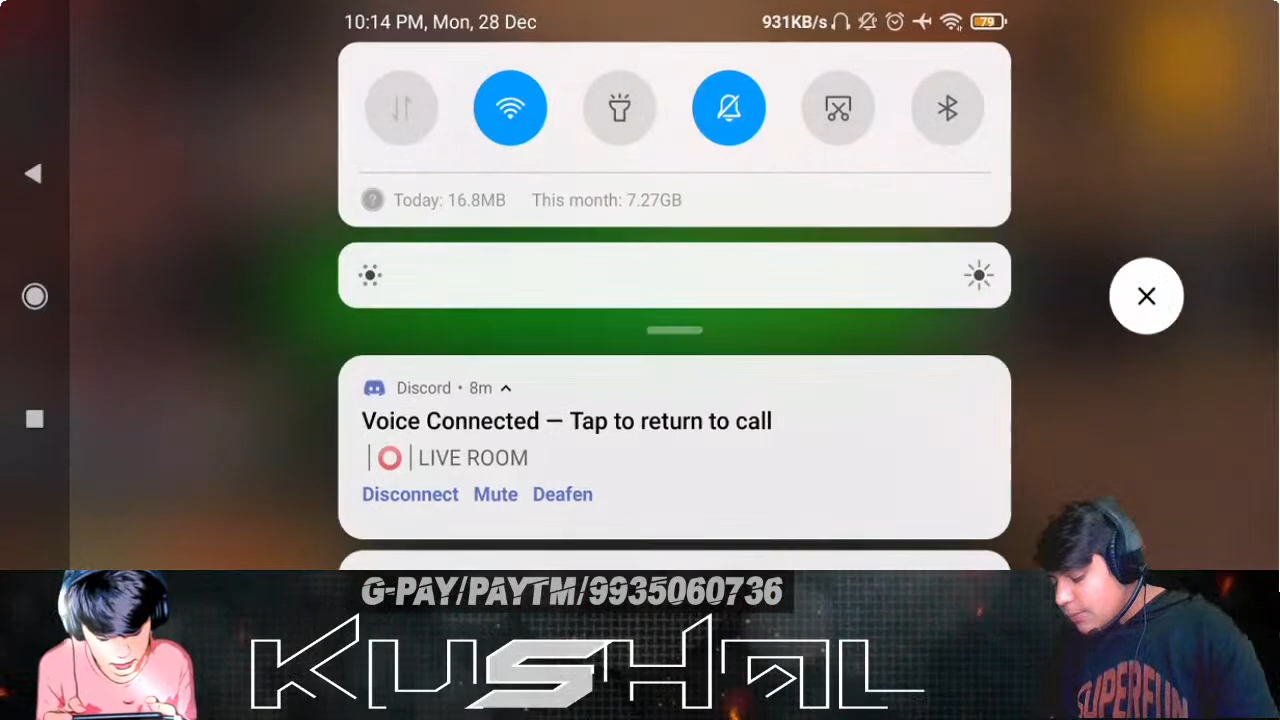 10:14 PM, Mon, 28 Dec
931KB/s
79
Today: 16.8MB This month: 7.27GB
Discord • 8m
Voice Connected — Tap to return to call
|⭕|LIVE ROOM
Disconnect Mute Deafen
G-PAY/PAYTM/9935060736
KUSHAL
SUPERFUN